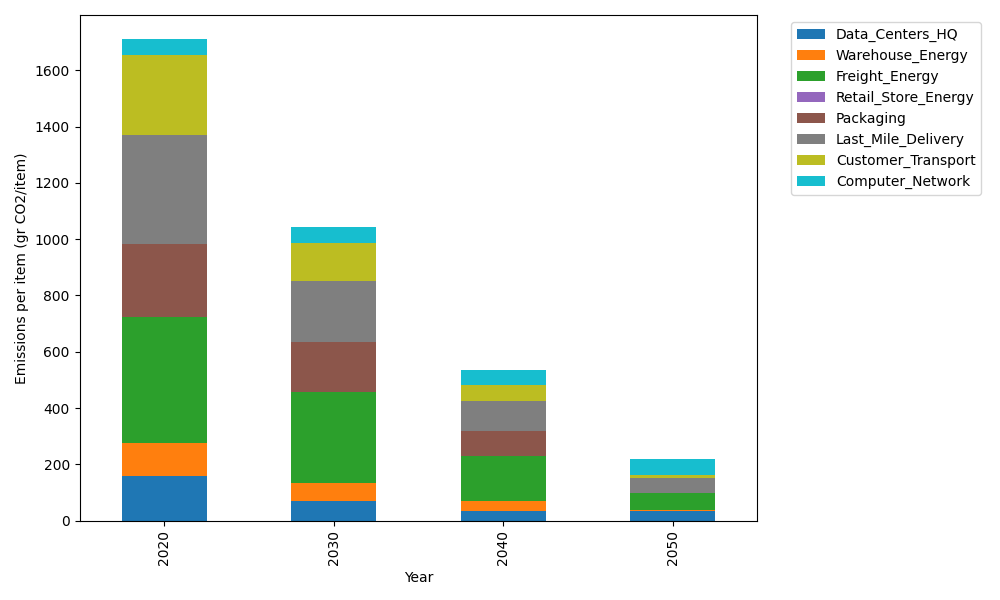 Emissions per item (gr CO2/item)
1600
1400
1200
1000
800
600
400
200
0
2020
2030
2040
2050
Year
Data_Centers_HQ
Warehouse_Energy
Freight_Energy
Retail_Store_Energy
Packaging
Last_Mile_Delivery
Customer_Transport
Computer_Network